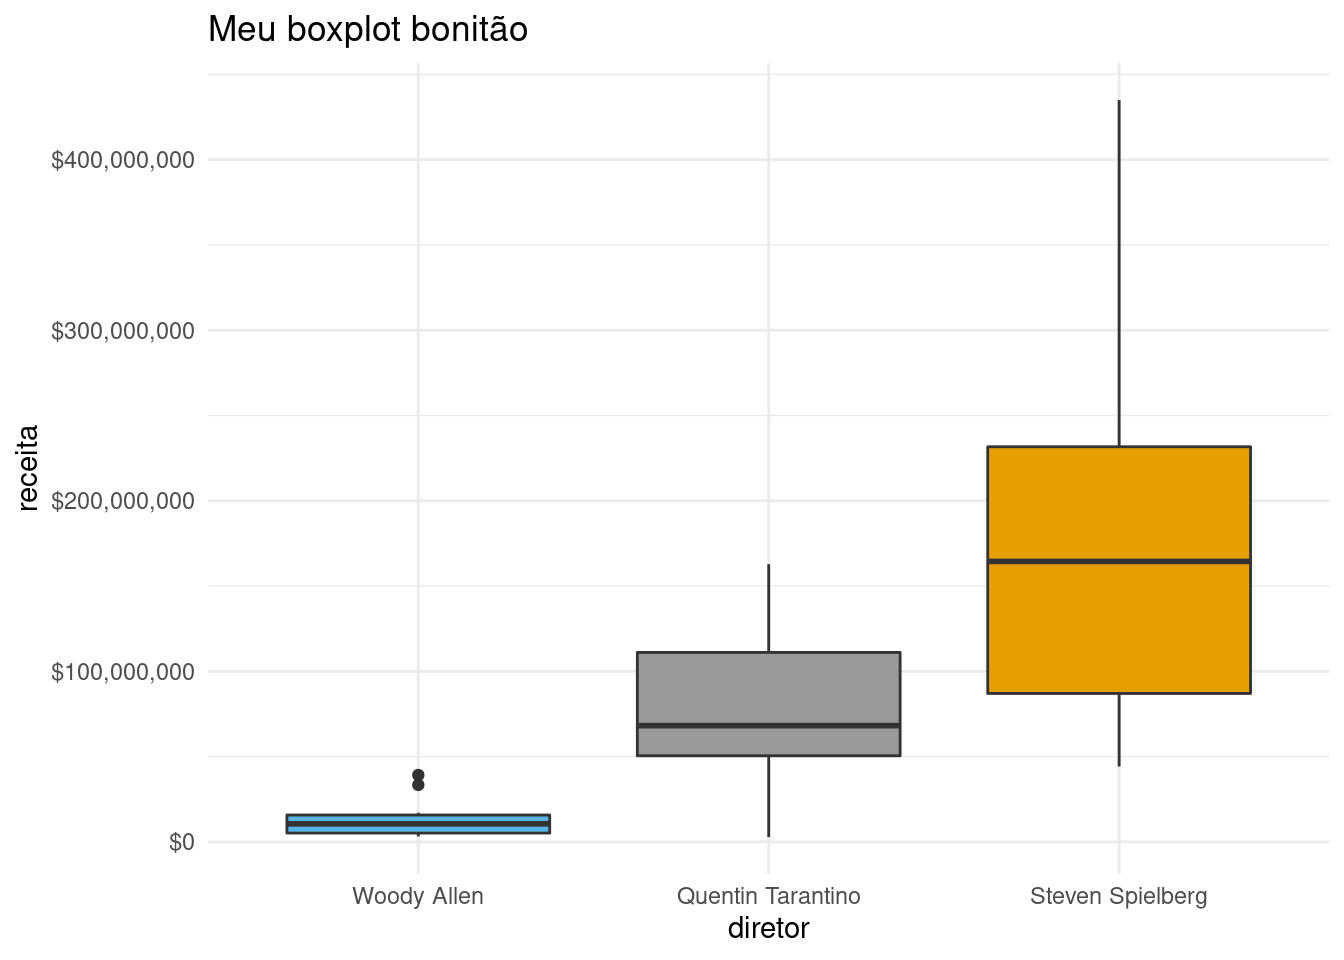 Meu boxplot bonitão
$400,000,000
$300,000,000
$200,000,000
$100,000,000
$0
receita
Woody Allen
Quentin Tarantino
Steven Spielberg
diretor